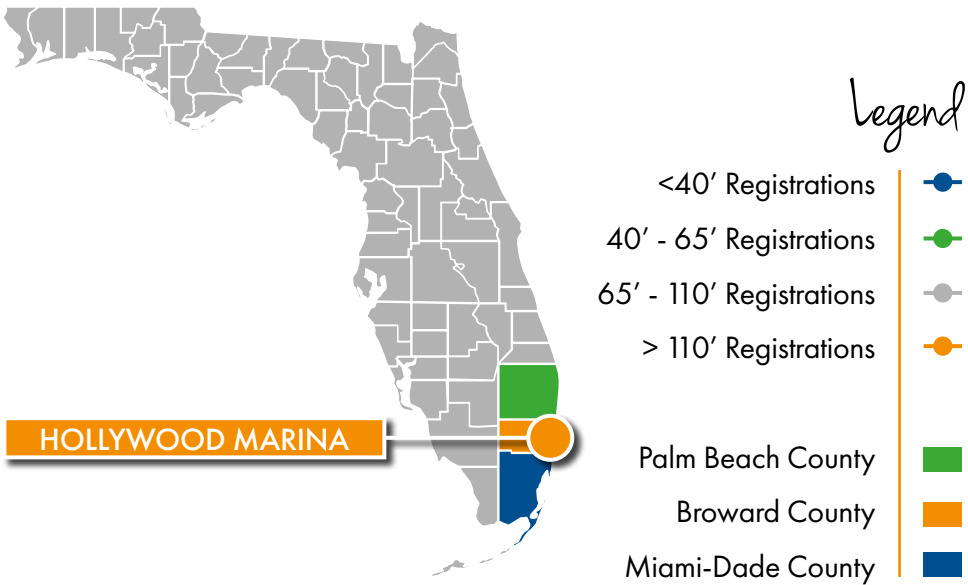 Legend
<40′ Registrations
40′ - 65′ Registrations
65′ - 110′ Registrations
> 110′ Registrations
HOLLYWOOD MARINA
Palm Beach County
Broward County
Miami-Dade County